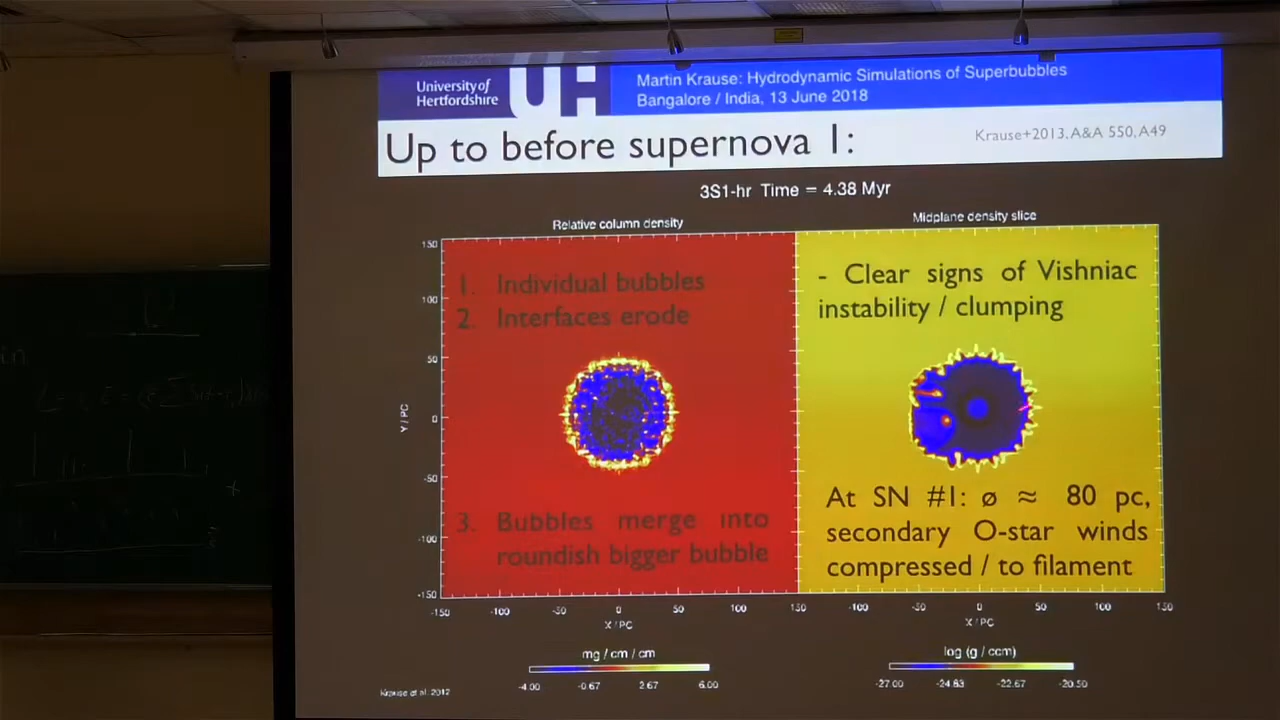 University of
Hertfordshire
UH
Martin Krause: Hydrodynamic Simulations of Superbubbles
Bangalore / India, 13 June 2018
Up to before supernova 1:
Krause+2013, A&A 550, A49
3S1-hr Time = 4.38 Myr
Relative column density
Midplane density slice
1. Individual bubbles
2. Interfaces erode
3. Bubbles merge into
roundish bigger bubble
- Clear signs of Vishniac
instability / clumping
At SN #1: ø ≈ 80 pc,
secondary O-star winds
compressed / to filament
150
100
50
0
-50
-100
-150
Y / PC
-150 -100 -50 0 50 100 150 -100 -50 0 50 100 150
X / PC
X / PC
mg / cm / cm
log (g / ccm)
-4.00 -0.67 2.67 6.00
-27.00 -24.83 -22.67 -20.50
Krause et al. 2012